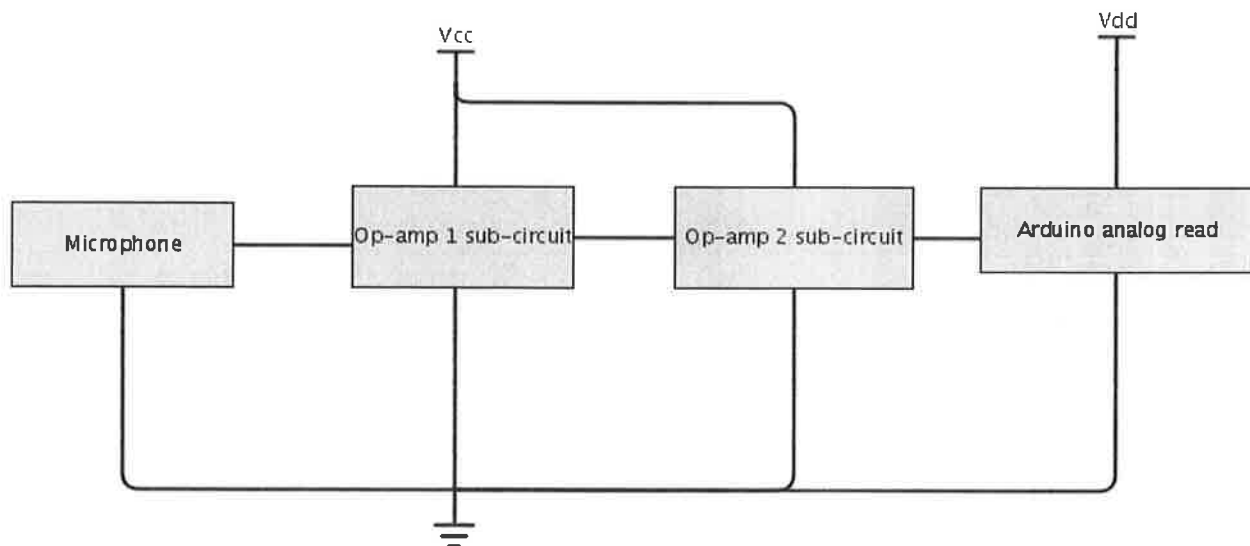 Vcc
Vdd
Microphone
Op-amp 1 sub-circuit
Op-amp 2 sub-circuit
Arduino analog read